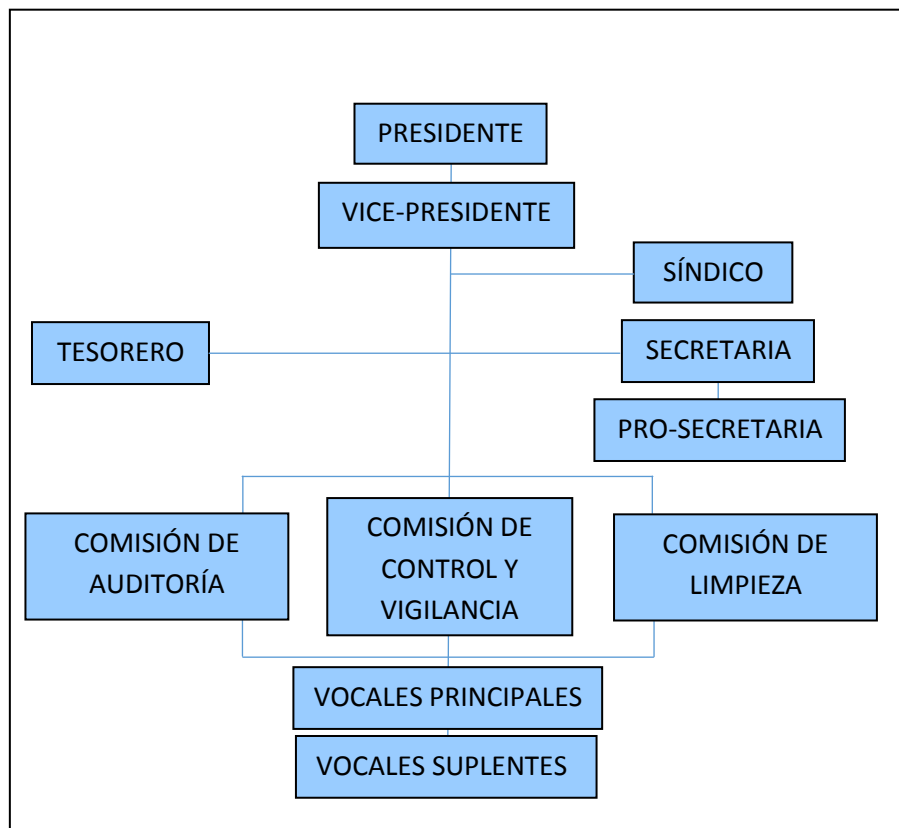 PRESIDENTE
VICE-PRESIDENTE
SÍNDICO
TESORERO
SECRETARIA
PRO-SECRETARIA
COMISIÓN DE
AUDITORÍA
COMISIÓN DE
CONTROL Y
VIGILANCIA
COMISIÓN DE
LIMPIEZA
VOCALES PRINCIPALES
VOCALES SUPLENTES